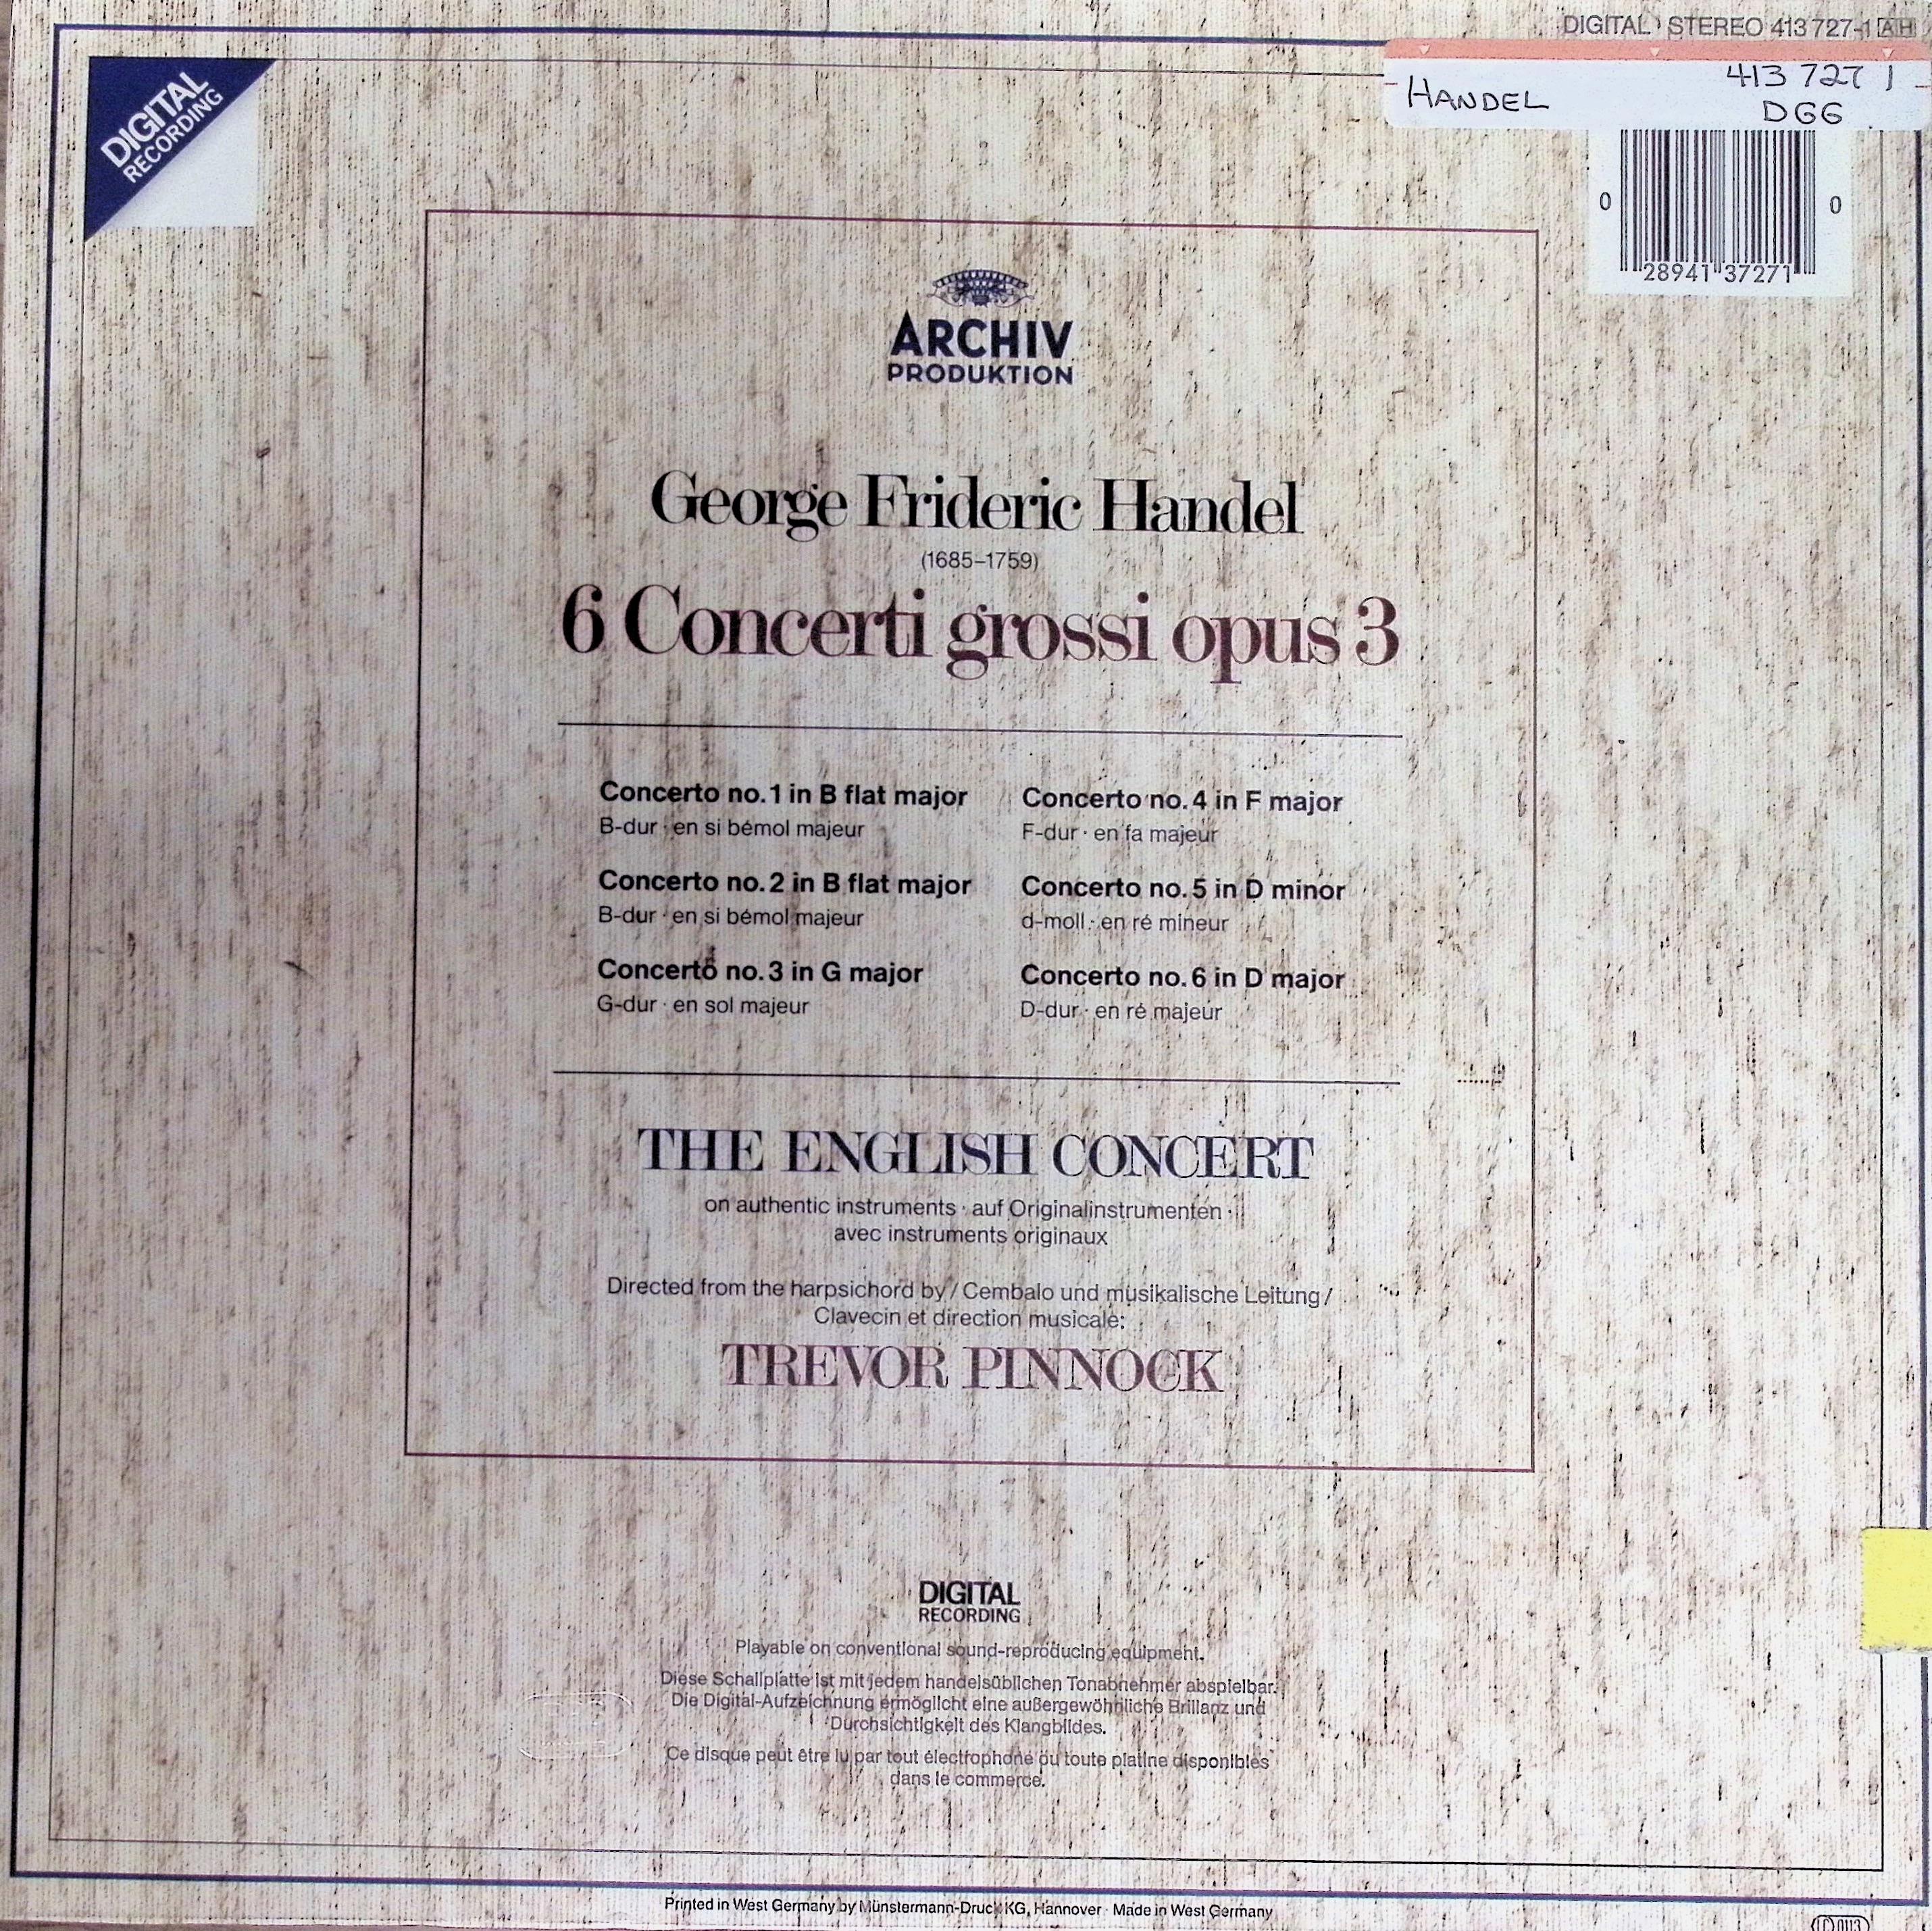 DIGITAL STEREO 413 727-1 AH
HANDEL
413 727 1
DGG
DIGITAL
RECORDING
0 28941 37271 0
ARCHIV
PRODUKTION
George Frideric Handel
(1685–1759)
6 Concerti grossi opus 3
Concerto no. 1 in B flat major
B-dur · en si bémol majeur
Concerto no. 2 in B flat major
B-dur · en si bémol majeur
Concerto no. 3 in G major
G-dur · en sol majeur
Concerto no. 4 in F major
F-dur · en fa majeur
Concerto no. 5 in D minor
d-moll · en ré mineur
Concerto no. 6 in D major
D-dur · en ré majeur
THE ENGLISH CONCERT
on authentic instruments · auf Originalinstrumenten ·
avec instruments originaux
Directed from the harpsichord by / Cembalo und musikalische Leitung /
Clavecin et direction musicale:
TREVOR PINNOCK
DIGITAL
RECORDING
Playable on conventional sound-reproducing equipment.
Diese Schallplatte ist mit jedem handelsüblichen Tonabnehmer abspielbar.
Die Digital-Aufzeichnung ermöglicht eine außergewöhnliche Brillanz und
Durchsichtigkeit des Klangbildes.
Ce disque peut être lu par tout électrophone ou toute platine disponibles
dans le commerce.
Printed in West Germany by Münstermann-Druck KG, Hannover · Made in West Germany